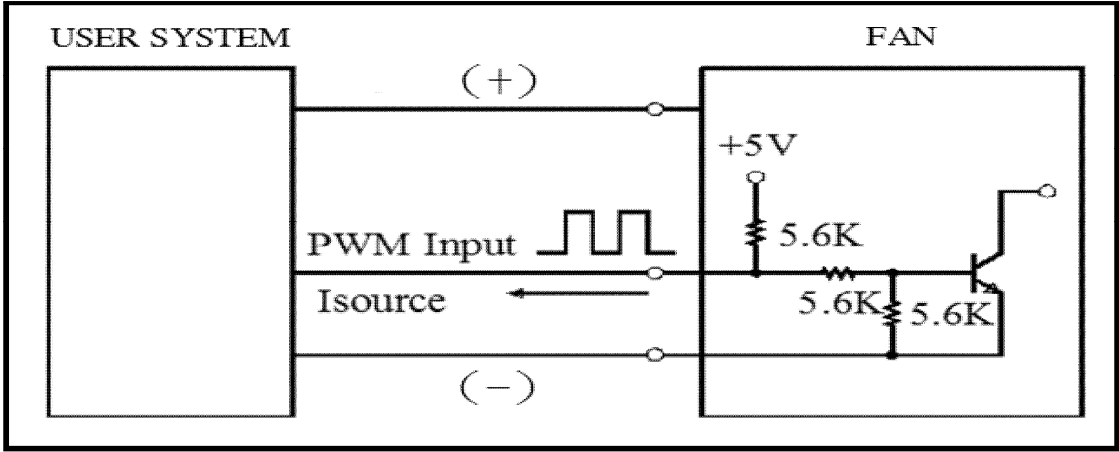 USER SYSTEM
FAN
(+)
+5V
5.6K
PWM Input
Isource
5.6K
5.6K
(−)